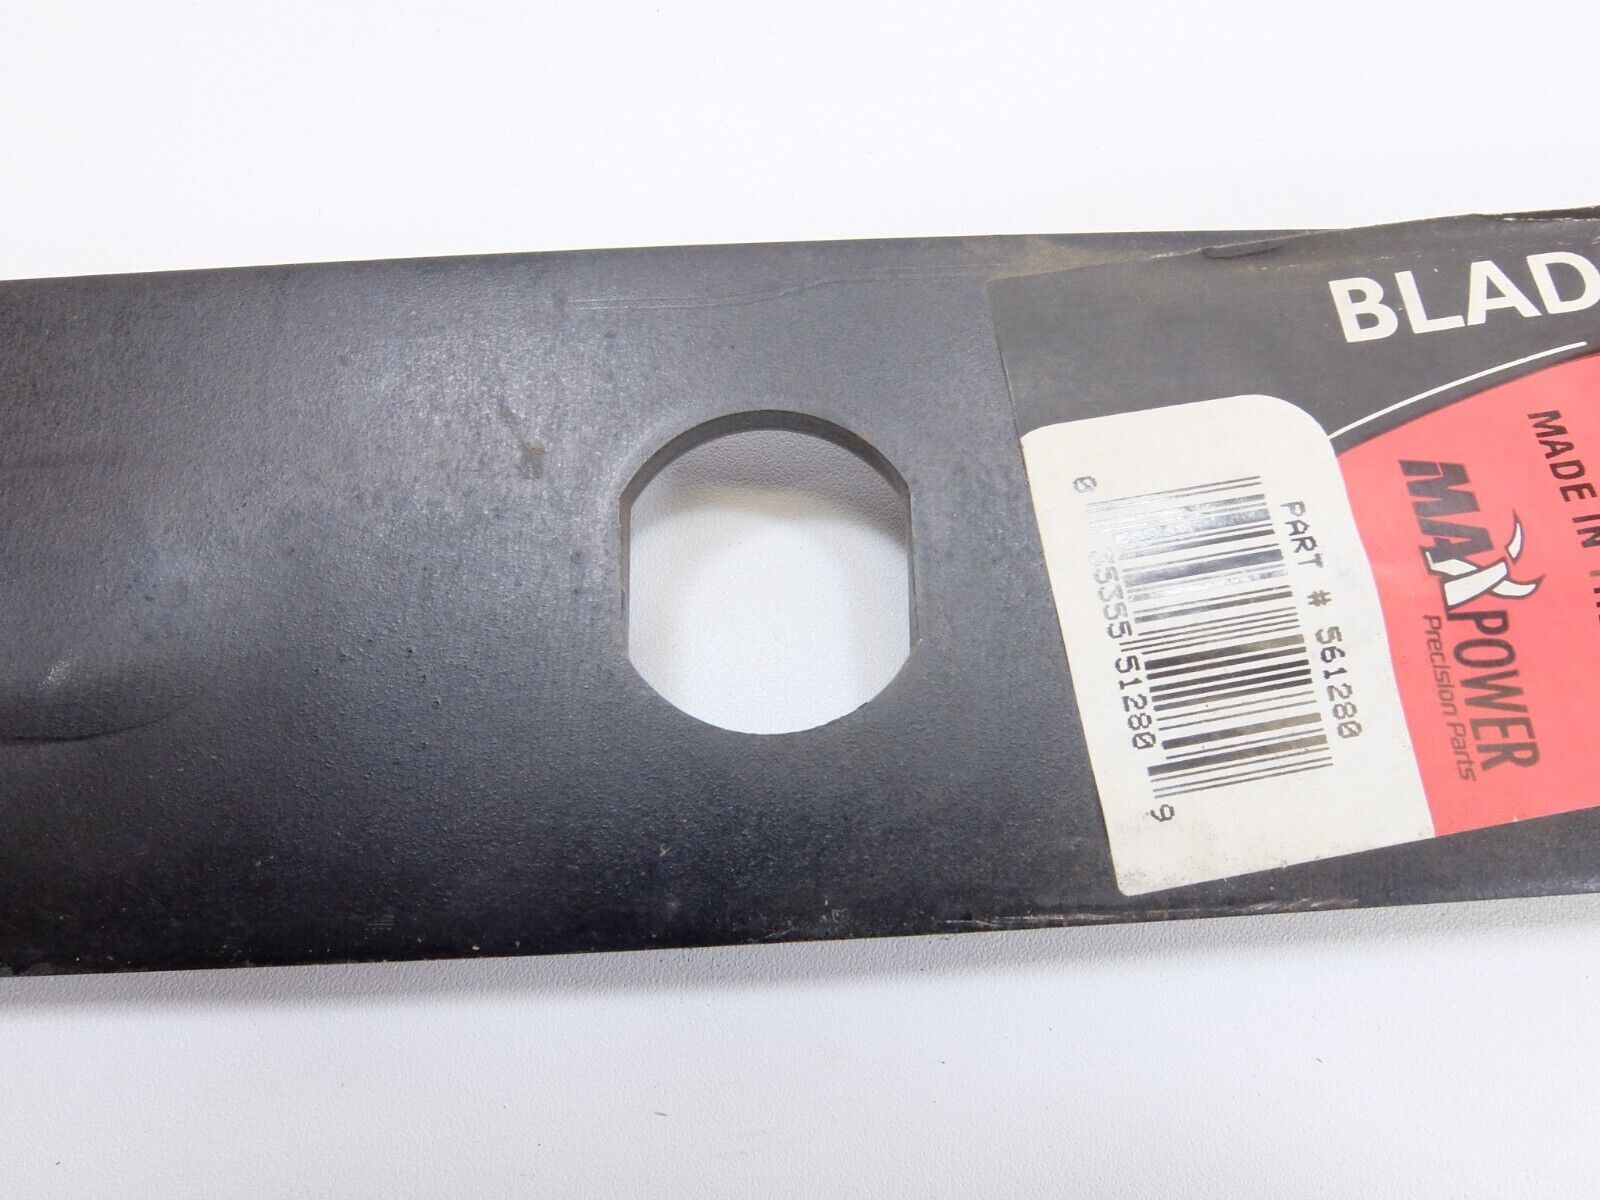 BLAD
MADE IN
MAXPOWER
Precision Parts
PART # 561280
0 35355 51280 9